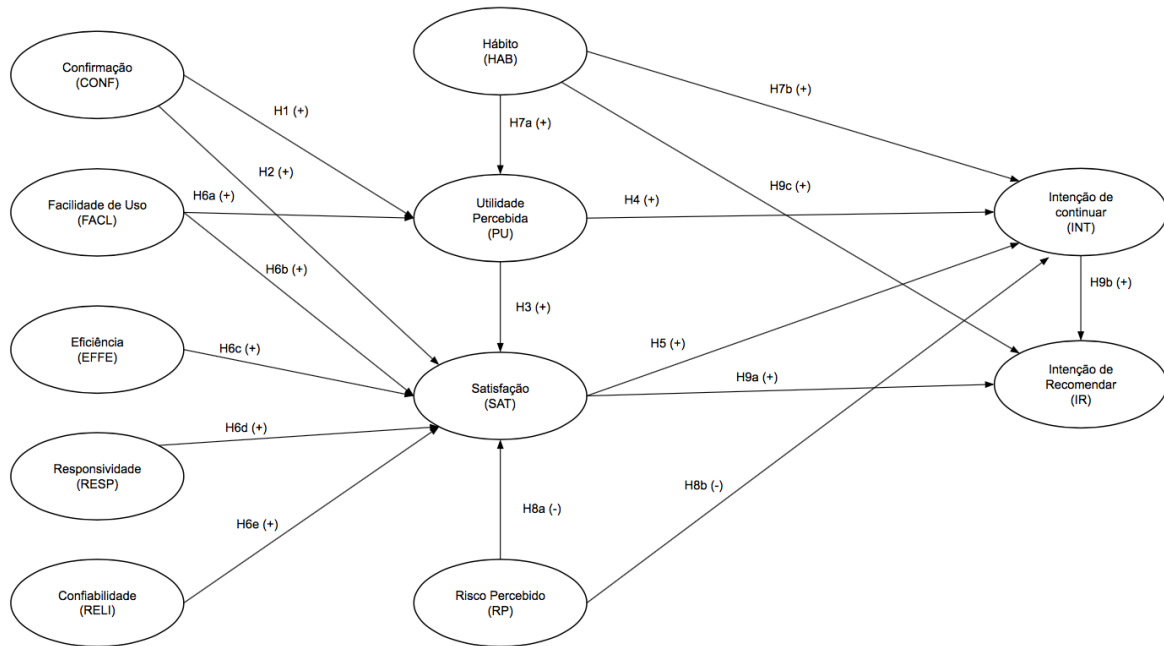 Confirmação
(CONF)
Hábito
(HAB)
H1 (+)
H7b (+)
H7a (+)
H2 (+)
H9c (+)
H6a (+)
Facilidade de Uso
(FACL)
Utilidade
Percebida
(PU)
H4 (+)
Intenção de
continuar
(INT)
H6b (+)
H9b (+)
H3 (+)
Eficiência
(EFFE)
H6c (+)
H5 (+)
Satisfação
(SAT)
H9a (+)
Intenção de
Recomendar
(IR)
H6d (+)
Responsividade
(RESP)
H8b (-)
H8a (-)
H6e (+)
Confiabilidade
(RELI)
Risco Percebido
(RP)